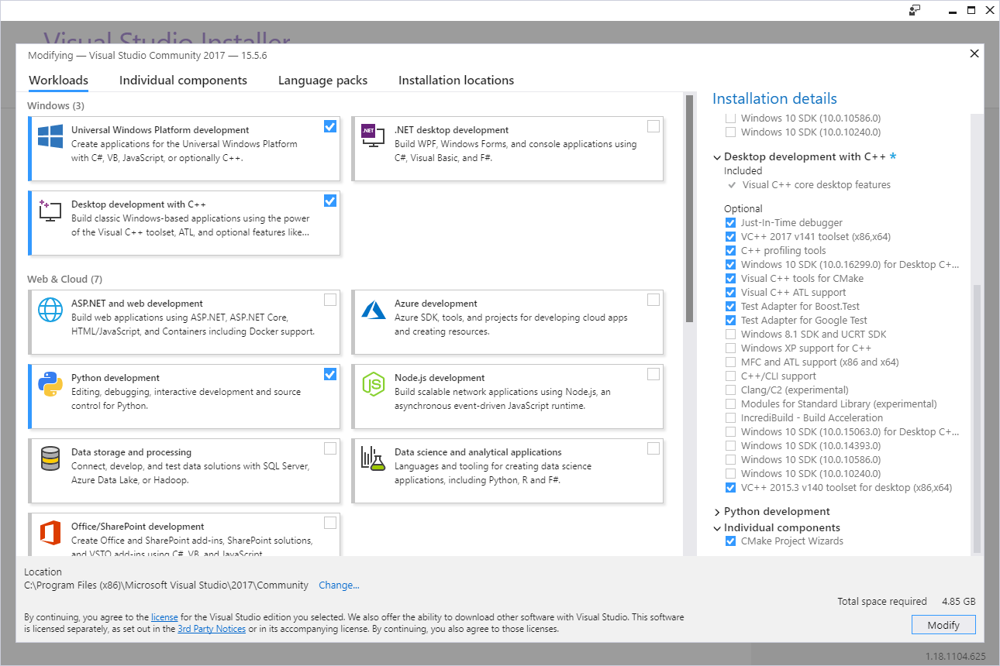 Visual Studio Installer
Modifying — Visual Studio Community 2017 — 15.5.6
Workloads
Individual components
Language packs
Installation locations
Windows (3)
Universal Windows Platform development
Create applications for the Universal Windows Platform
with C#, VB, JavaScript, or optionally C++.
.NET
.NET desktop development
Build WPF, Windows Forms, and console applications using
C#, Visual Basic, and F#.
Desktop development with C++
Build classic Windows-based applications using the power
of the Visual C++ toolset, ATL, and optional features like...
Web & Cloud (7)
ASP.NET and web development
Build web applications using ASP.NET, ASP.NET Core,
HTML/JavaScript, and Containers including Docker support.
Azure development
Azure SDK, tools, and projects for developing cloud apps
and creating resources.
Python development
Editing, debugging, interactive development and source
control for Python.
JS
Node.js development
Build scalable network applications using Node.js, an
asynchronous event-driven JavaScript runtime.
Data storage and processing
Connect, develop, and test data solutions with SQL Server,
Azure Data Lake, or Hadoop.
Data science and analytical applications
Languages and tooling for creating data science
applications, including Python, R and F#.
Office/SharePoint development
Create Office and SharePoint add-ins, SharePoint solutions,
and VSTO add-ins using C#, VB, and JavaScript.
Installation details
Windows 10 SDK (10.0.10586.0)
Windows 10 SDK (10.0.10240.0)
Desktop development with C++ *
Included
Visual C++ core desktop features
Optional
Just-In-Time debugger
VC++ 2017 v141 toolset (x86,x64)
C++ profiling tools
Windows 10 SDK (10.0.16299.0) for Desktop C+...
Visual C++ tools for CMake
Visual C++ ATL support
Test Adapter for Boost.Test
Test Adapter for Google Test
Windows 8.1 SDK and UCRT SDK
Windows XP support for C++
MFC and ATL support (x86 and x64)
C++/CLI support
Clang/C2 (experimental)
Modules for Standard Library (experimental)
IncrediBuild - Build Acceleration
Windows 10 SDK (10.0.15063.0) for Desktop C+...
Windows 10 SDK (10.0.14393.0)
Windows 10 SDK (10.0.10586.0)
Windows 10 SDK (10.0.10240.0)
VC++ 2015.3 v140 toolset for desktop (x86,x64)
Python development
Individual components
CMake Project Wizards
Location
C:\Program Files (x86)\Microsoft Visual Studio\2017\Community Change...
Total space required 4.85 GB
By continuing, you agree to the license for the Visual Studio edition you selected. We also offer the ability to download other software with Visual Studio. This software
is licensed separately, as set out in the 3rd Party Notices or in its accompanying license. By continuing, you also agree to those licenses.
Modify
1.18.1104.625